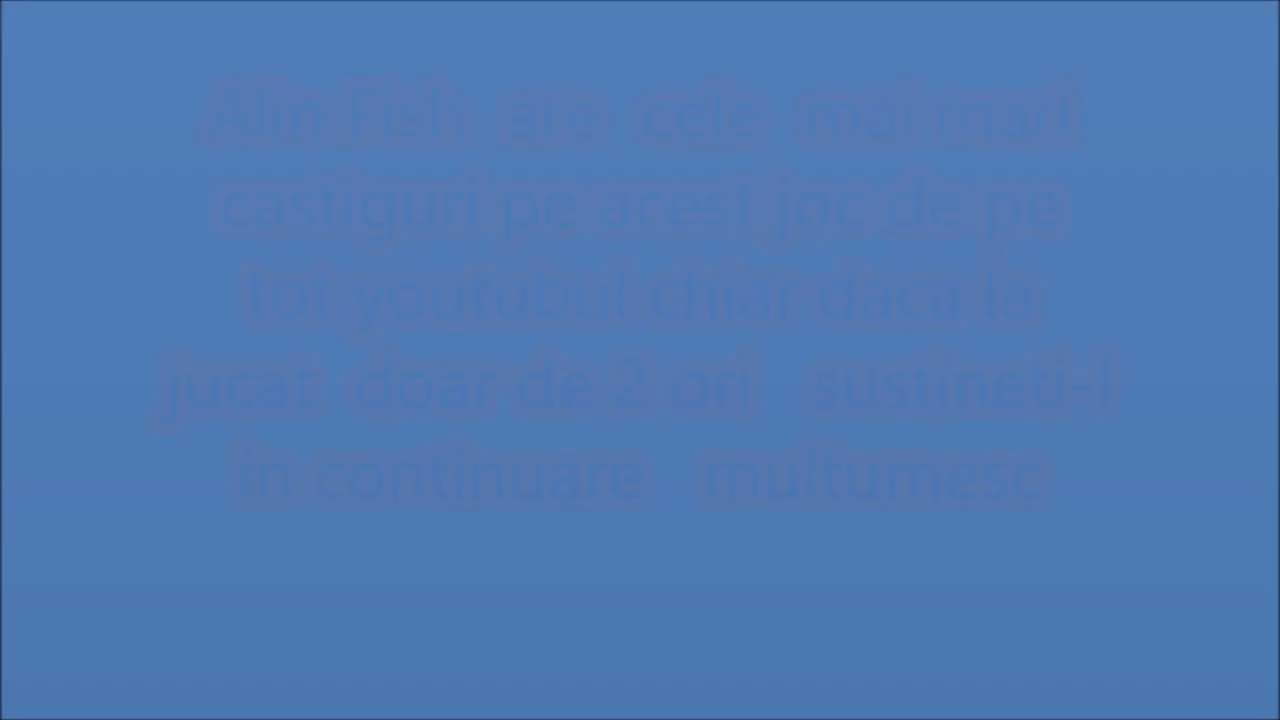 Alin Fish are cele mai mari
castiguri pe acest joc de pe
tot youtubul chiar daca la
jucat doar de 2 ori sustineti-l
in continuare multumesc